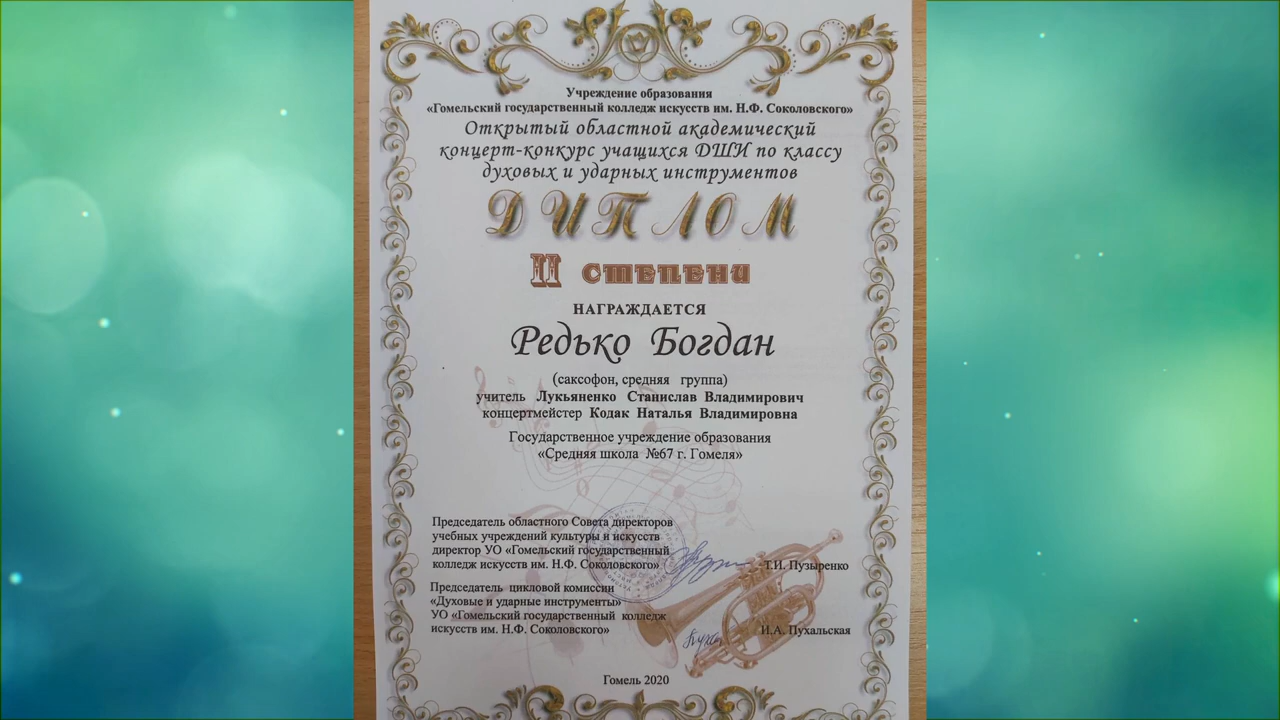 Учреждение образования
«Гомельский государственный колледж искусств им. Н.Ф. Соколовского»
Открытый областной академический
концерт-конкурс учащихся ДШИ по классу
духовых и ударных инструментов
ДИПЛОМ
II степени
НАГРАЖДАЕТСЯ
Редько Богдан
(саксофон, средняя группа)
учитель Лукьяненко Станислав Владимирович
концертмейстер Кодак Наталья Владимировна
Государственное учреждение образования
«Средняя школа №67 г. Гомеля»
Председатель областного Совета директоров
учебных учреждений культуры и искусств
директор УО «Гомельский государственный
колледж искусств им. Н.Ф. Соколовского» Т.И. Пузыренко
Председатель цикловой комиссии
«Духовые и ударные инструменты»
УО «Гомельский государственный колледж
искусств им. Н.Ф. Соколовского» И.А. Пухальская
Гомель 2020